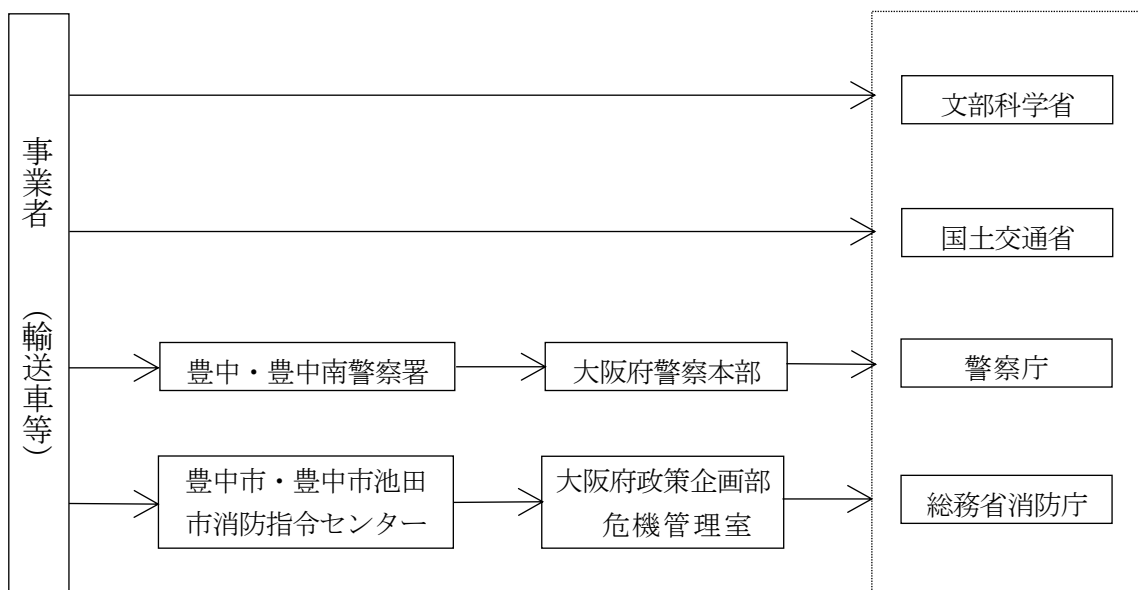 事業者（輸送車等）
文部科学省
国土交通省
豊中・豊中南警察署
大阪府警察本部
警察庁
豊中市・豊中市池田
市消防指令センター
大阪府政策企画部
危機管理室
総務省消防庁